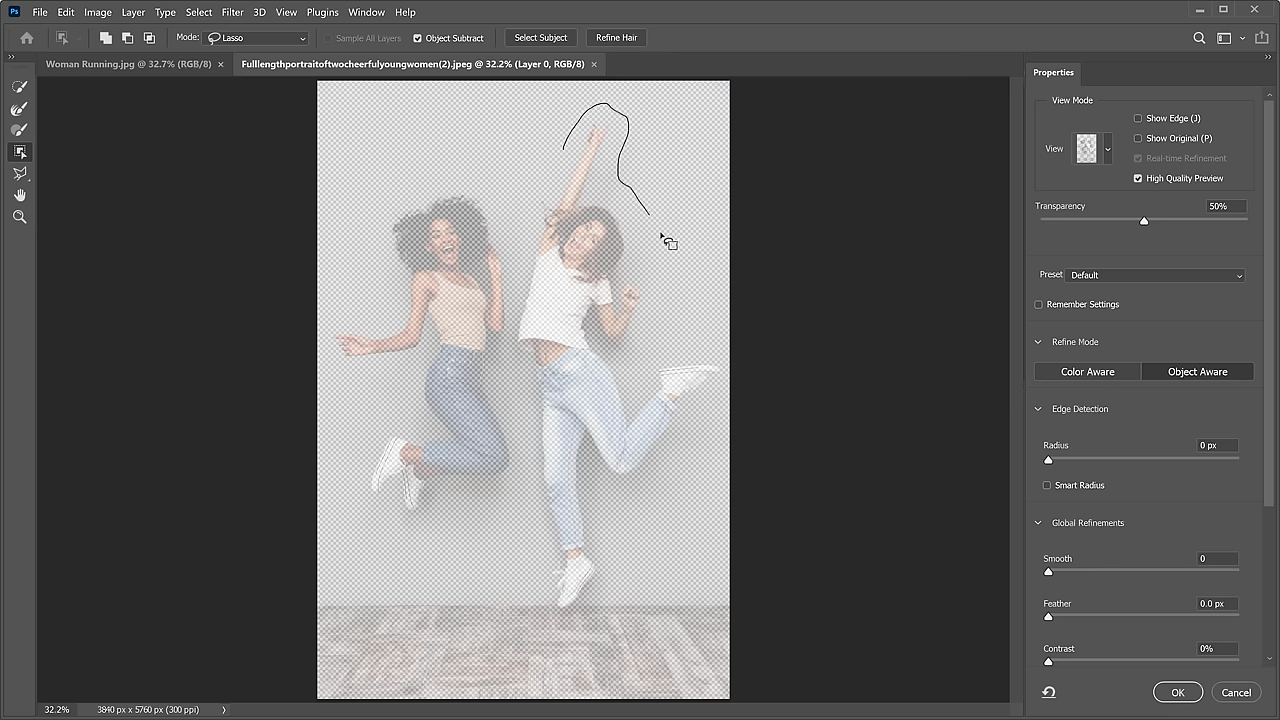 Ps File Edit Image Layer Type Select Filter 3D View Plugins Window Help
Mode: Lasso Sample All Layers Object Subtract Select Subject Refine Hair
Woman Running.jpg @ 32.7% (RGB/8) × Fulllengthportraitoftwocheerfulyoungwomen(2).jpeg @ 32.2% (Layer 0, RGB/8) ×
Properties
View Mode
Show Edge (J)
Show Original (P)
View
Real-time Refinement
High Quality Preview
Transparency 50%
Preset Default
Remember Settings
Refine Mode
Color Aware Object Aware
Edge Detection
Radius 0 px
Smart Radius
Global Refinements
Smooth 0
Feather 0.0 px
Contrast 0%
OK Cancel
32.2% 3840 px x 5760 px (300 ppi)